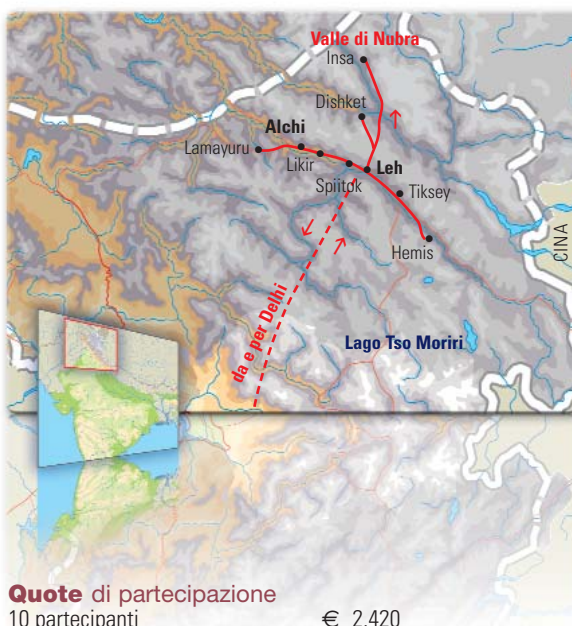 Valle di Nubra
Insa
Dishket
Alchi
Lamayuru
Likir
Leh
Spiitok
Tiksey
Hemis
CINA
da e per Delhi
Lago Tso Moriri
Quote di partecipazione
10 partecipanti € 2.420